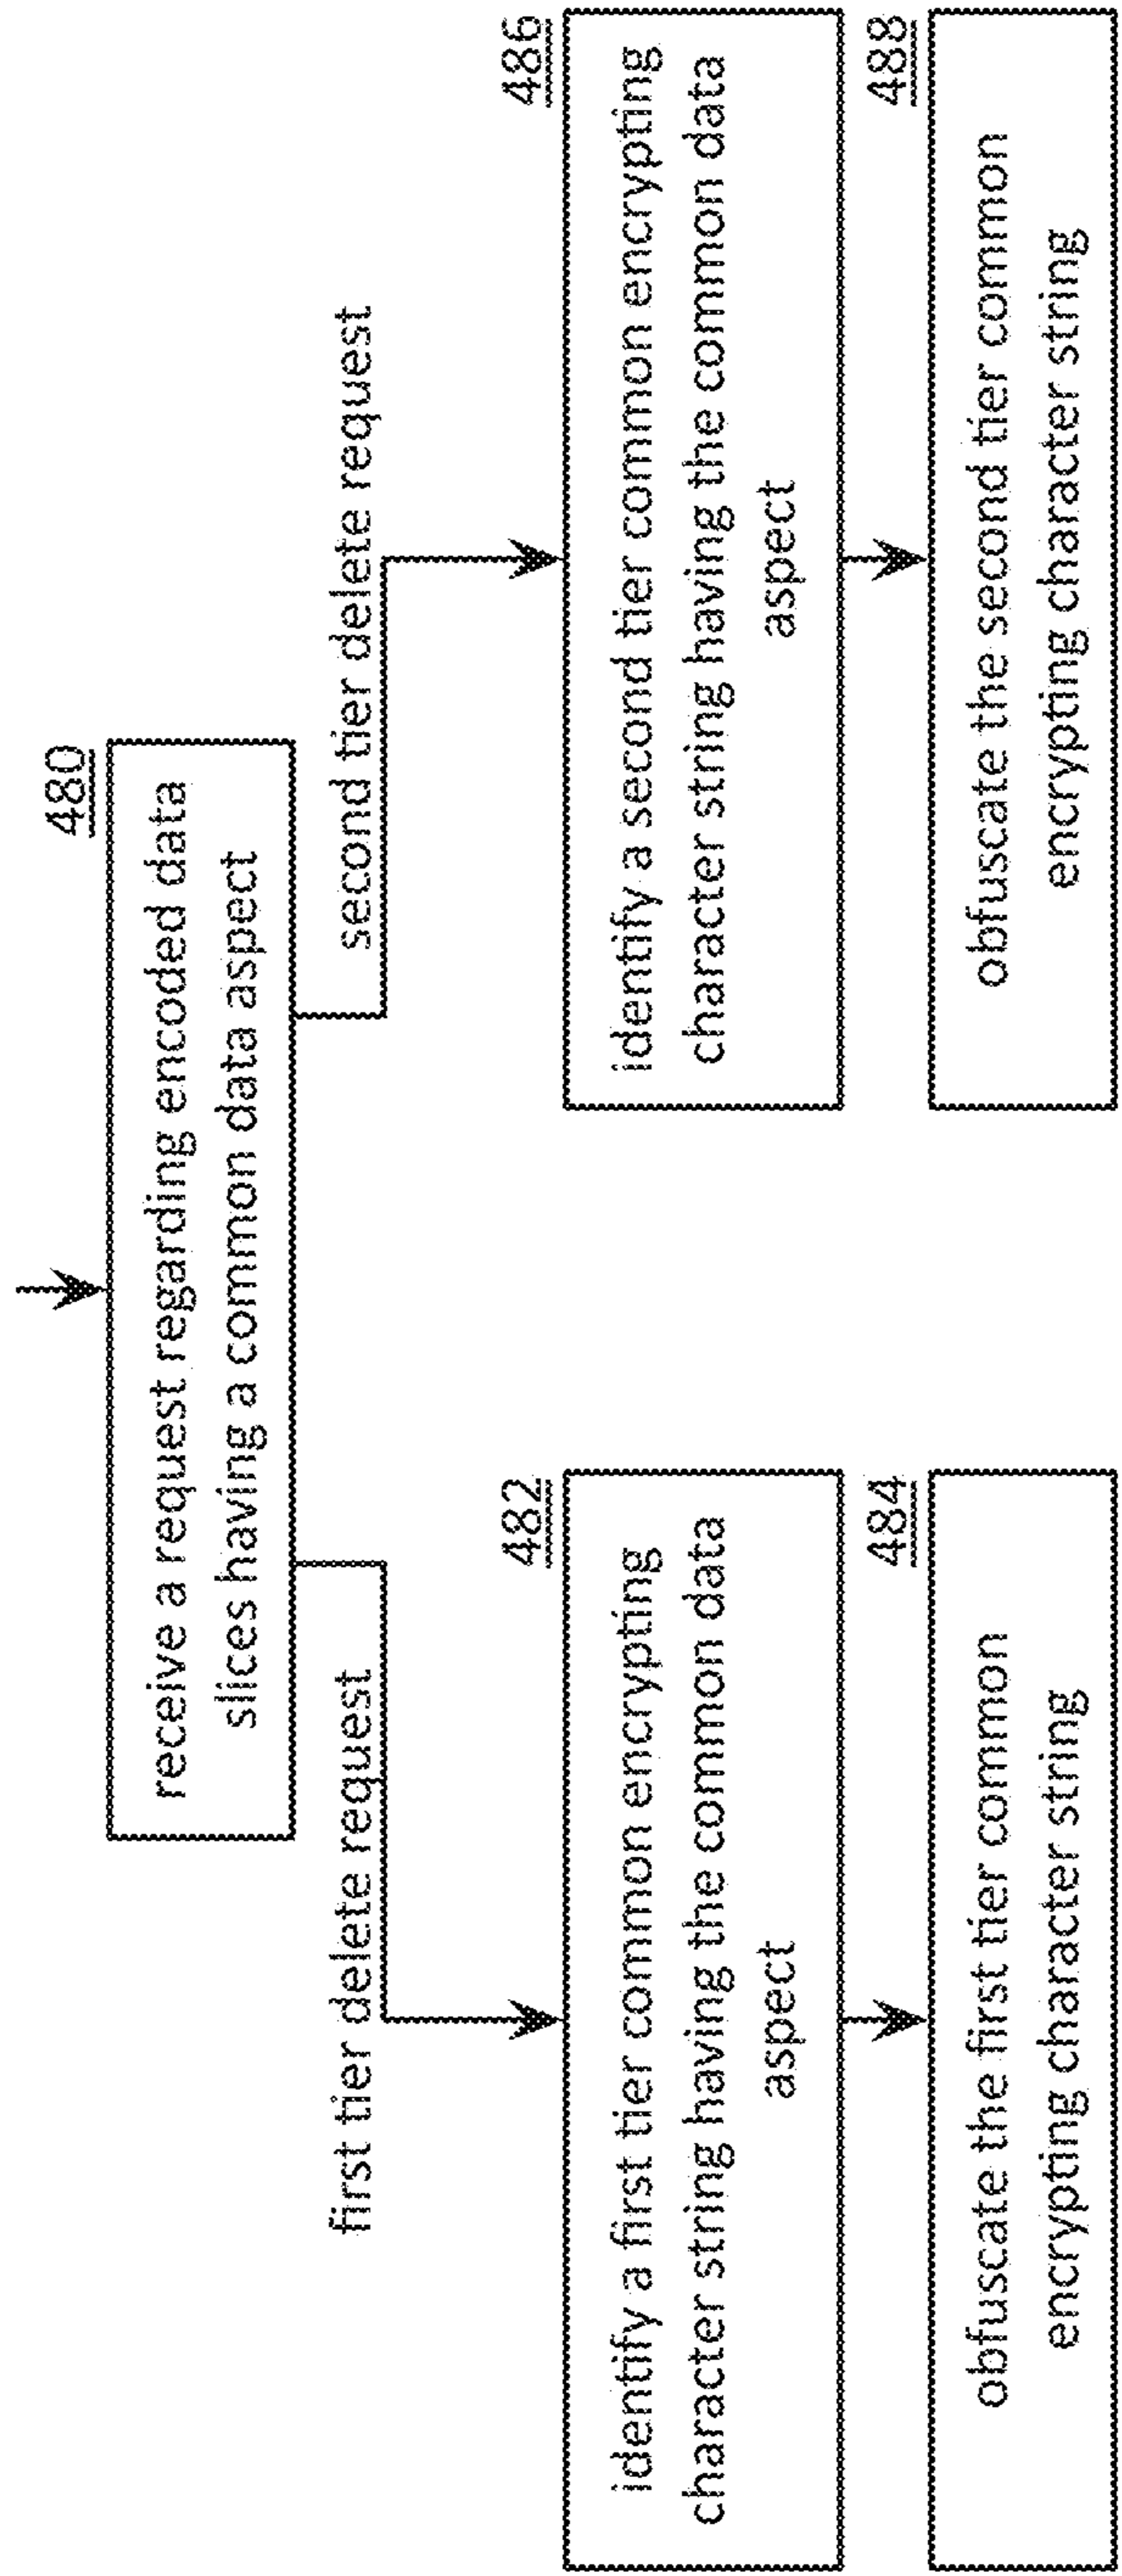 480
receive a request regarding encoded data
slices having a common data aspect
first tier delete request
second tier delete request
482
identify a first tier common encrypting
character string having the common data
aspect
484
obfuscate the first tier common
encrypting character string
486
identify a second tier common encrypting
character string having the common data
aspect
488
obfuscate the second tier common
encrypting character string